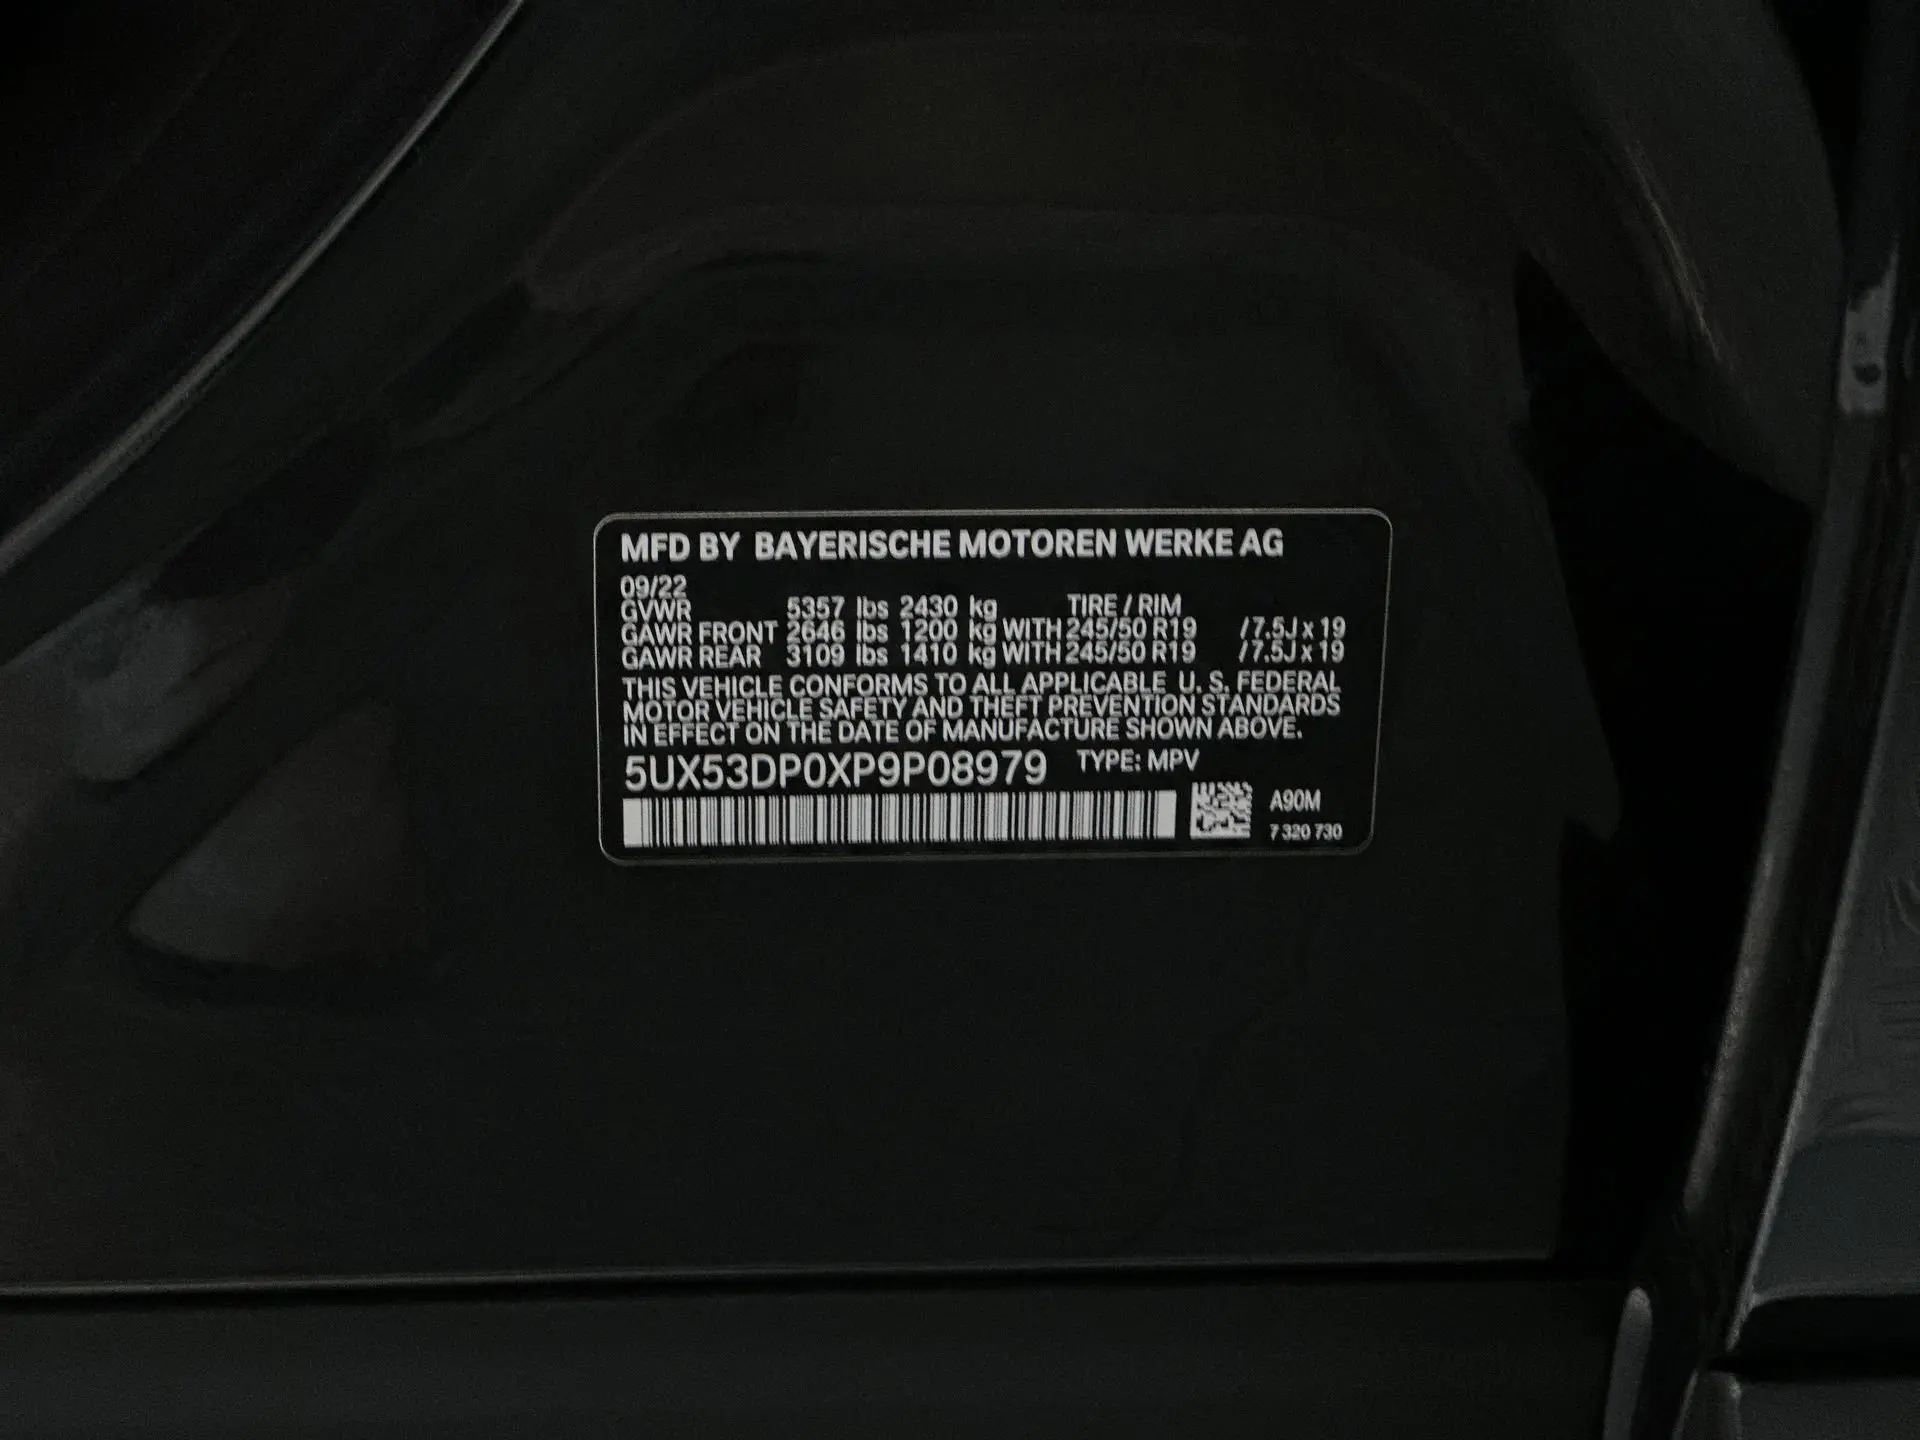 MFD BY BAYERISCHE MOTOREN WERKE AG
09/22
GVWR 5357 lbs 2430 kg TIRE / RIM
GAWR FRONT 2646 lbs 1200 kg WITH 245/50 R19 / 7.5J x 19
GAWR REAR 3109 lbs 1410 kg WITH 245/50 R19 / 7.5J x 19
THIS VEHICLE CONFORMS TO ALL APPLICABLE U. S. FEDERAL
MOTOR VEHICLE SAFETY AND THEFT PREVENTION STANDARDS
IN EFFECT ON THE DATE OF MANUFACTURE SHOWN ABOVE.
5UX53DP0XP9P08979 TYPE: MPV
A90M
7 320 730